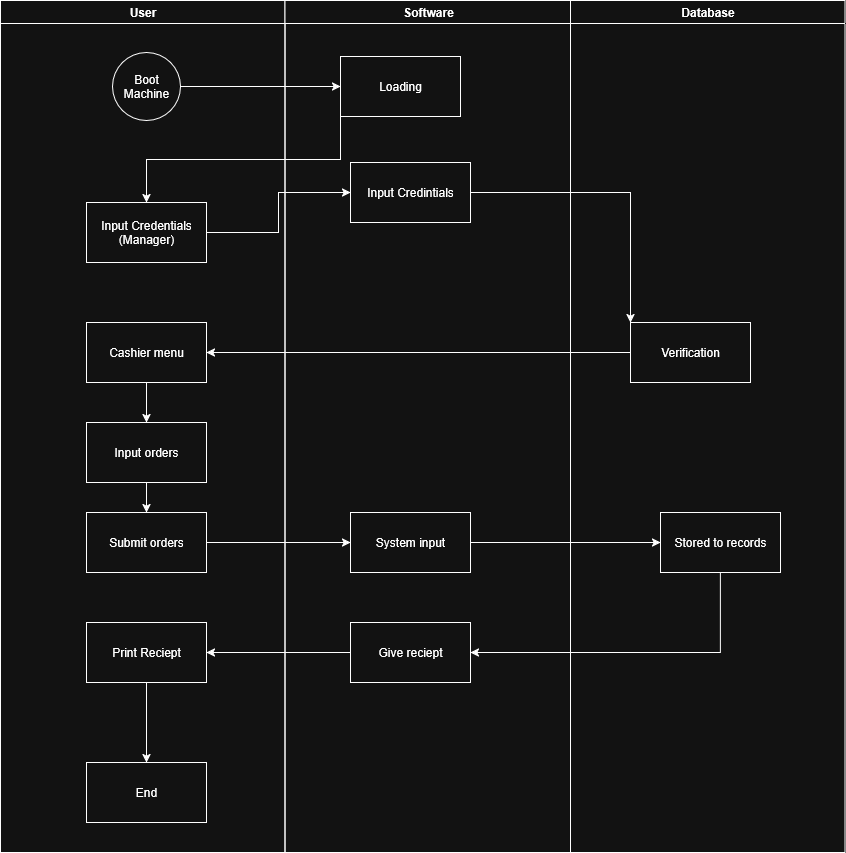 User
Software
Database
Boot
Machine
Loading
Input Credentials
(Manager)
Input Credintials
Cashier menu
Verification
Input orders
Submit orders
System input
Stored to records
Print Reciept
Give reciept
End